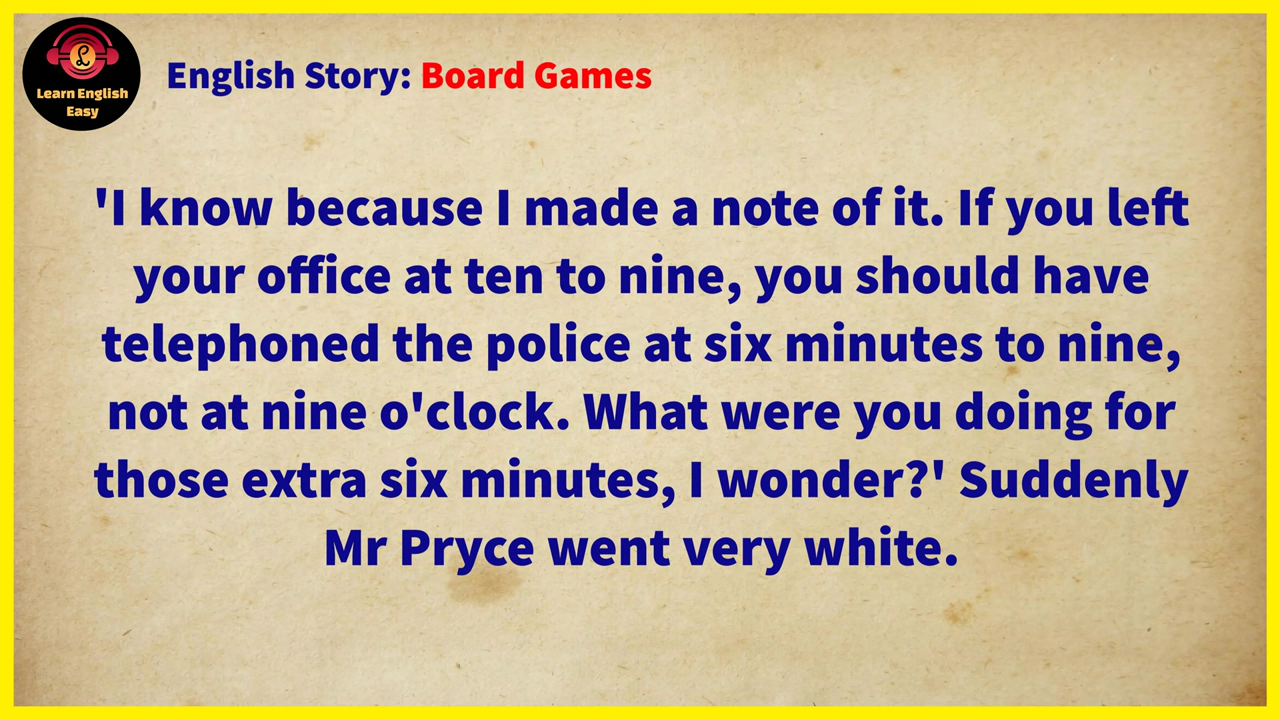 Learn English
Easy
English Story: Board Games
'I know because I made a note of it. If you left
your office at ten to nine, you should have
telephoned the police at six minutes to nine,
not at nine o'clock. What were you doing for
those extra six minutes, I wonder?' Suddenly
Mr Pryce went very white.